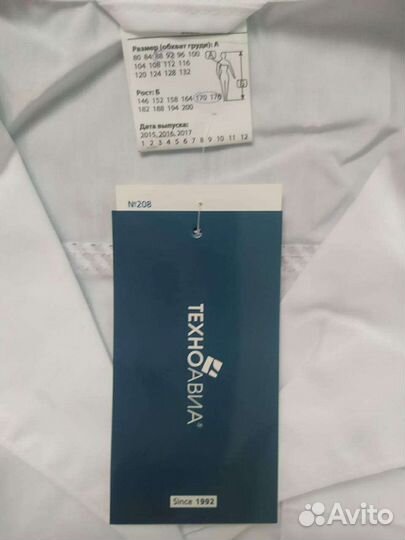 Размер (обхват груди): А
80 84 88 92 96 100
104 108 112 116
120 124 128 132
А
Б
Рост: Б
146 152 158 164 170 176
182 188 194 200
Дата выпуска:
2015, 2016, 2017
1 2 3 4 5 6 7 8 9 10 11 12
№208
ТЕХНОАВИА®
Since 1992
Avito